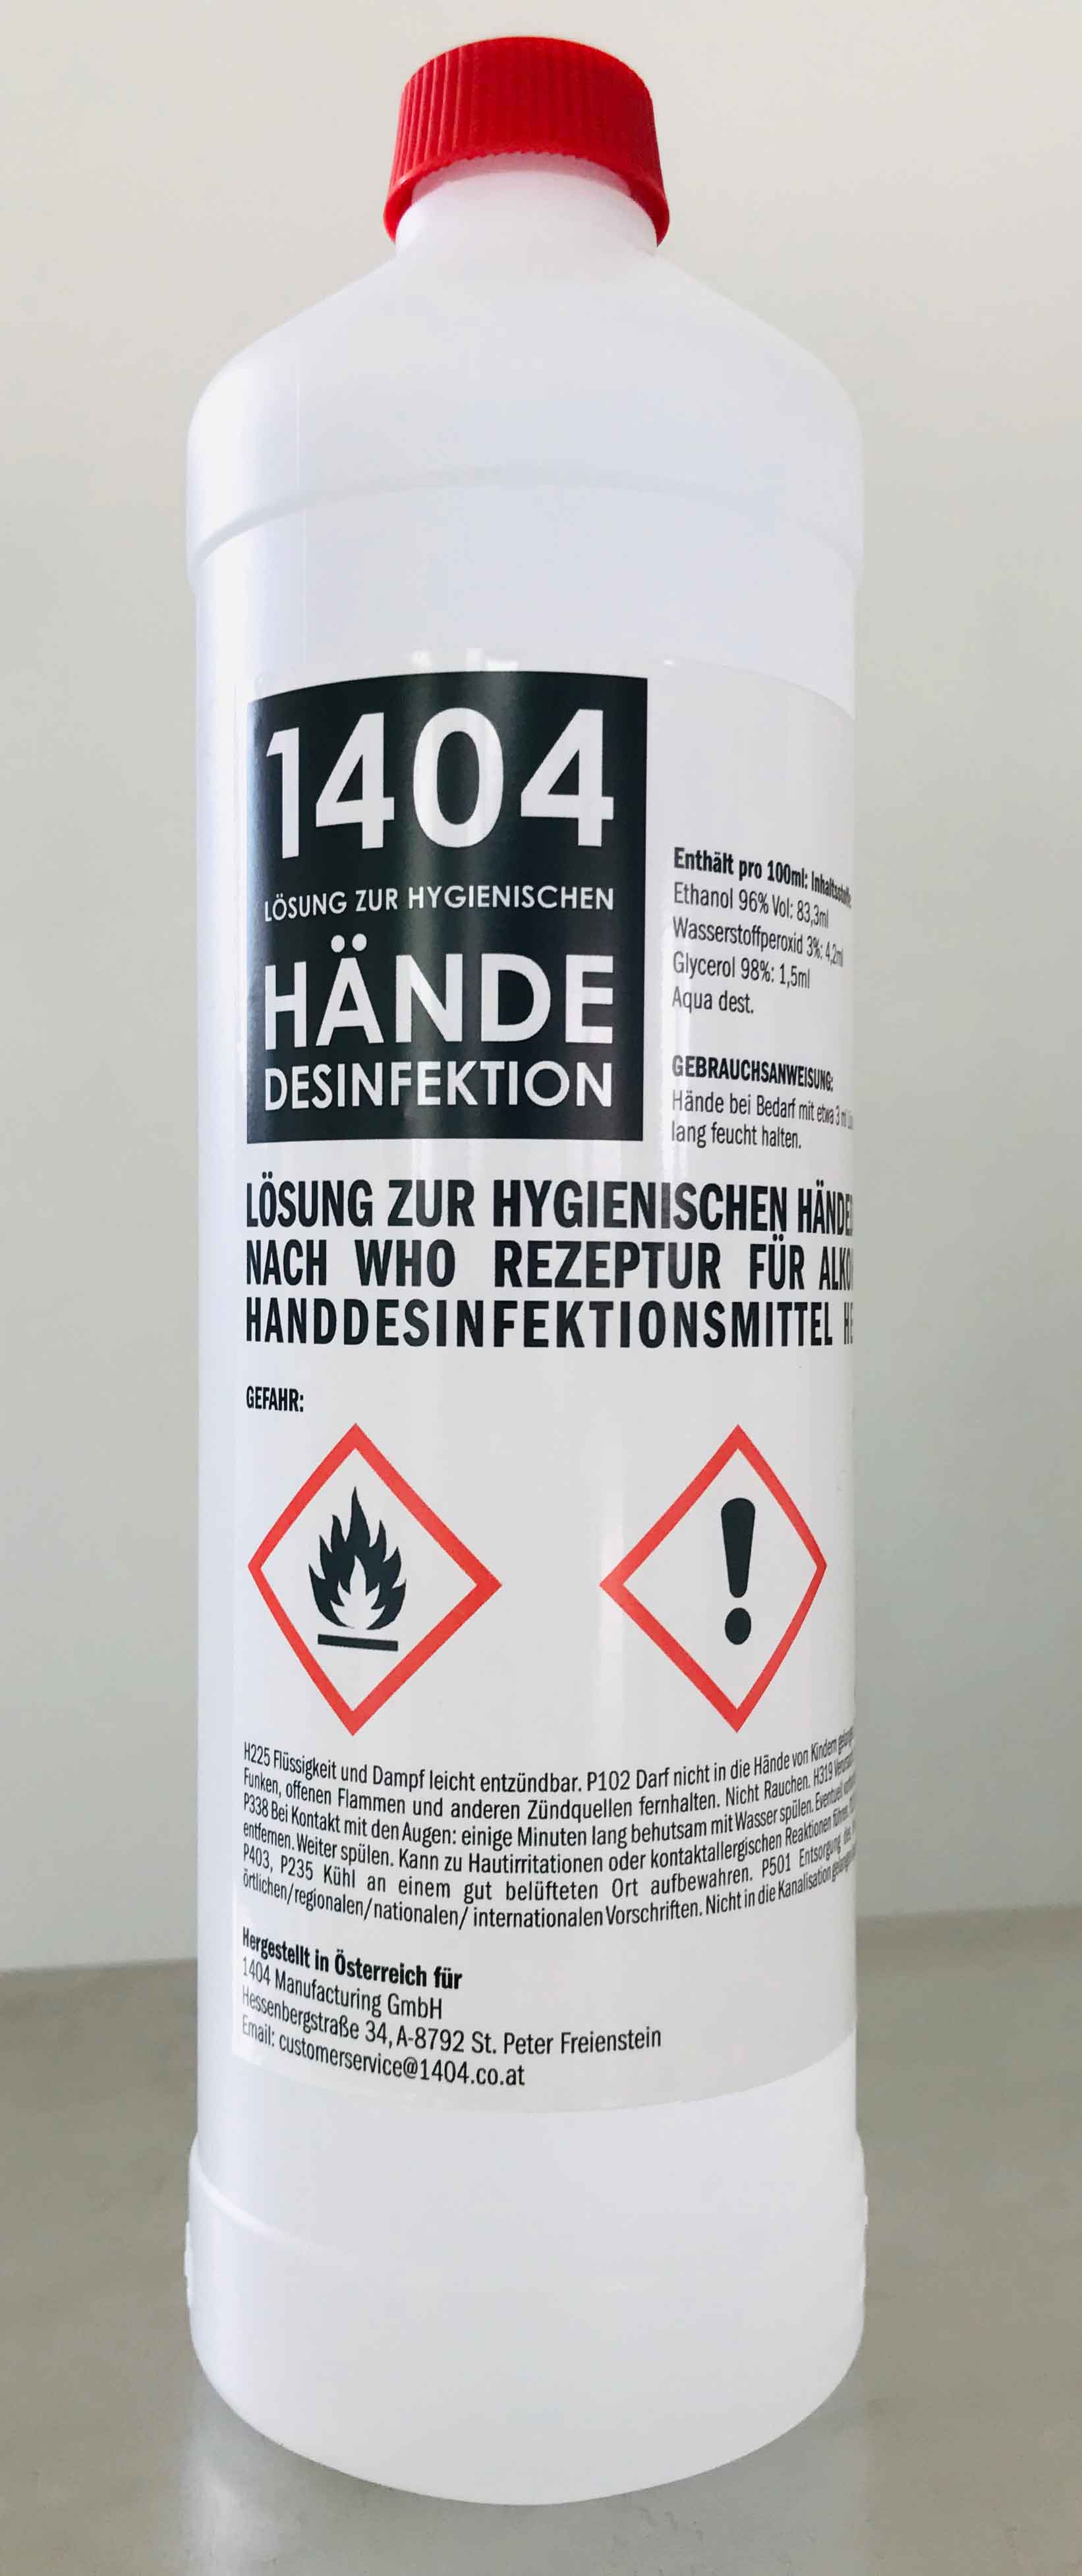 1404
LÖSUNG ZUR HYGIENISCHEN
HÄNDE
DESINFEKTION
Enthält pro 100ml:
Ethanol 96% Vol: 83,3ml
Wasserstoffperoxid 3%: 4,2ml
Glycerol 98%: 1,5ml
Aqua dest.
GEBRAUCHSANWEISUNG:
Hände bei Bedarf mit etwa 3
lang feucht halten.
LÖSUNG ZUR HYGIENISCHEN HÄNDE
NACH WHO REZEPTUR FÜR ALKO
HANDDESINFEKTIONSMITTEL
GEFAHR:
H225 Flüssigkeit und Dampf leicht entzündbar. P102 Darf nicht in die Hände von Kindern
Funken, offenen Flammen und anderen Zündquellen fernhalten. Nicht Rauchen. H319
P338 Bei Kontakt mit den Augen: einige Minuten lang behutsam mit Wasser spülen. Eventuell
entfernen. Weiter spülen. Kann zu Hautirritationen oder kontaktallergischen Reaktionen führen.
P403, P235 Kühl an einem gut belüfteten Ort aufbewahren. P501 Entsorgung des
örtlichen/regionalen/nationalen/ internationalen Vorschriften. Nicht in die Kanalisation
Hergestellt in Österreich für
1404 Manufacturing GmbH
Hessenbergstraße 34, A-8792 St. Peter Freienstein
Email: customerservice@1404.co.at